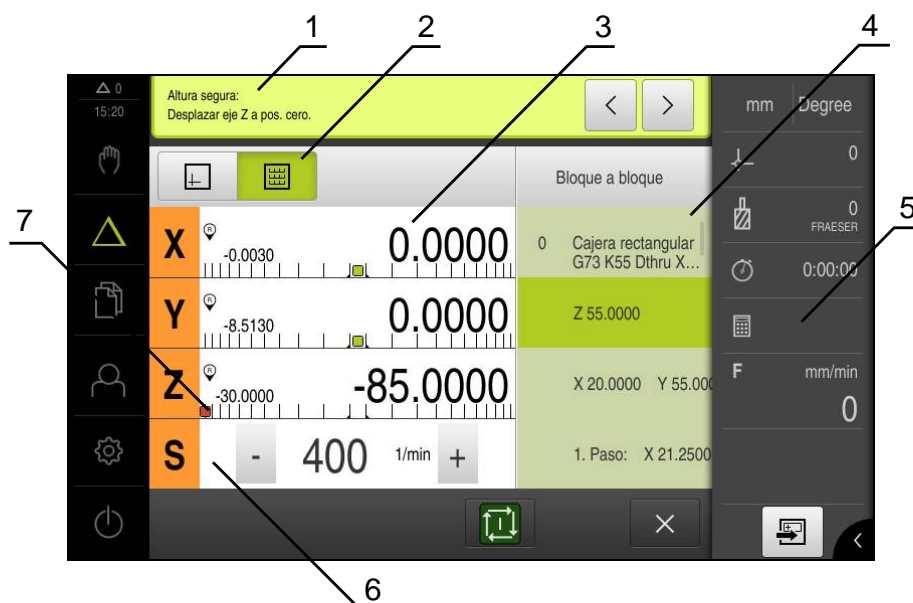 1
2
3
4
0
15:20
Altura segura:
Desplazar eje Z a pos. cero.
mm Degree
0
Bloque a bloque
7
5
X R -0.0030 0.0000
0 Cajera rectangular
G73 K55 Dthru X...
0
FRAESER
0:00:00
Y R -8.5130 0.0000
Z 55.0000
Z R -30.0000 -85.0000
X 20.0000 Y 55.000
F mm/min
0
S - 400 1/min +
1. Paso: X 21.2500
I
6